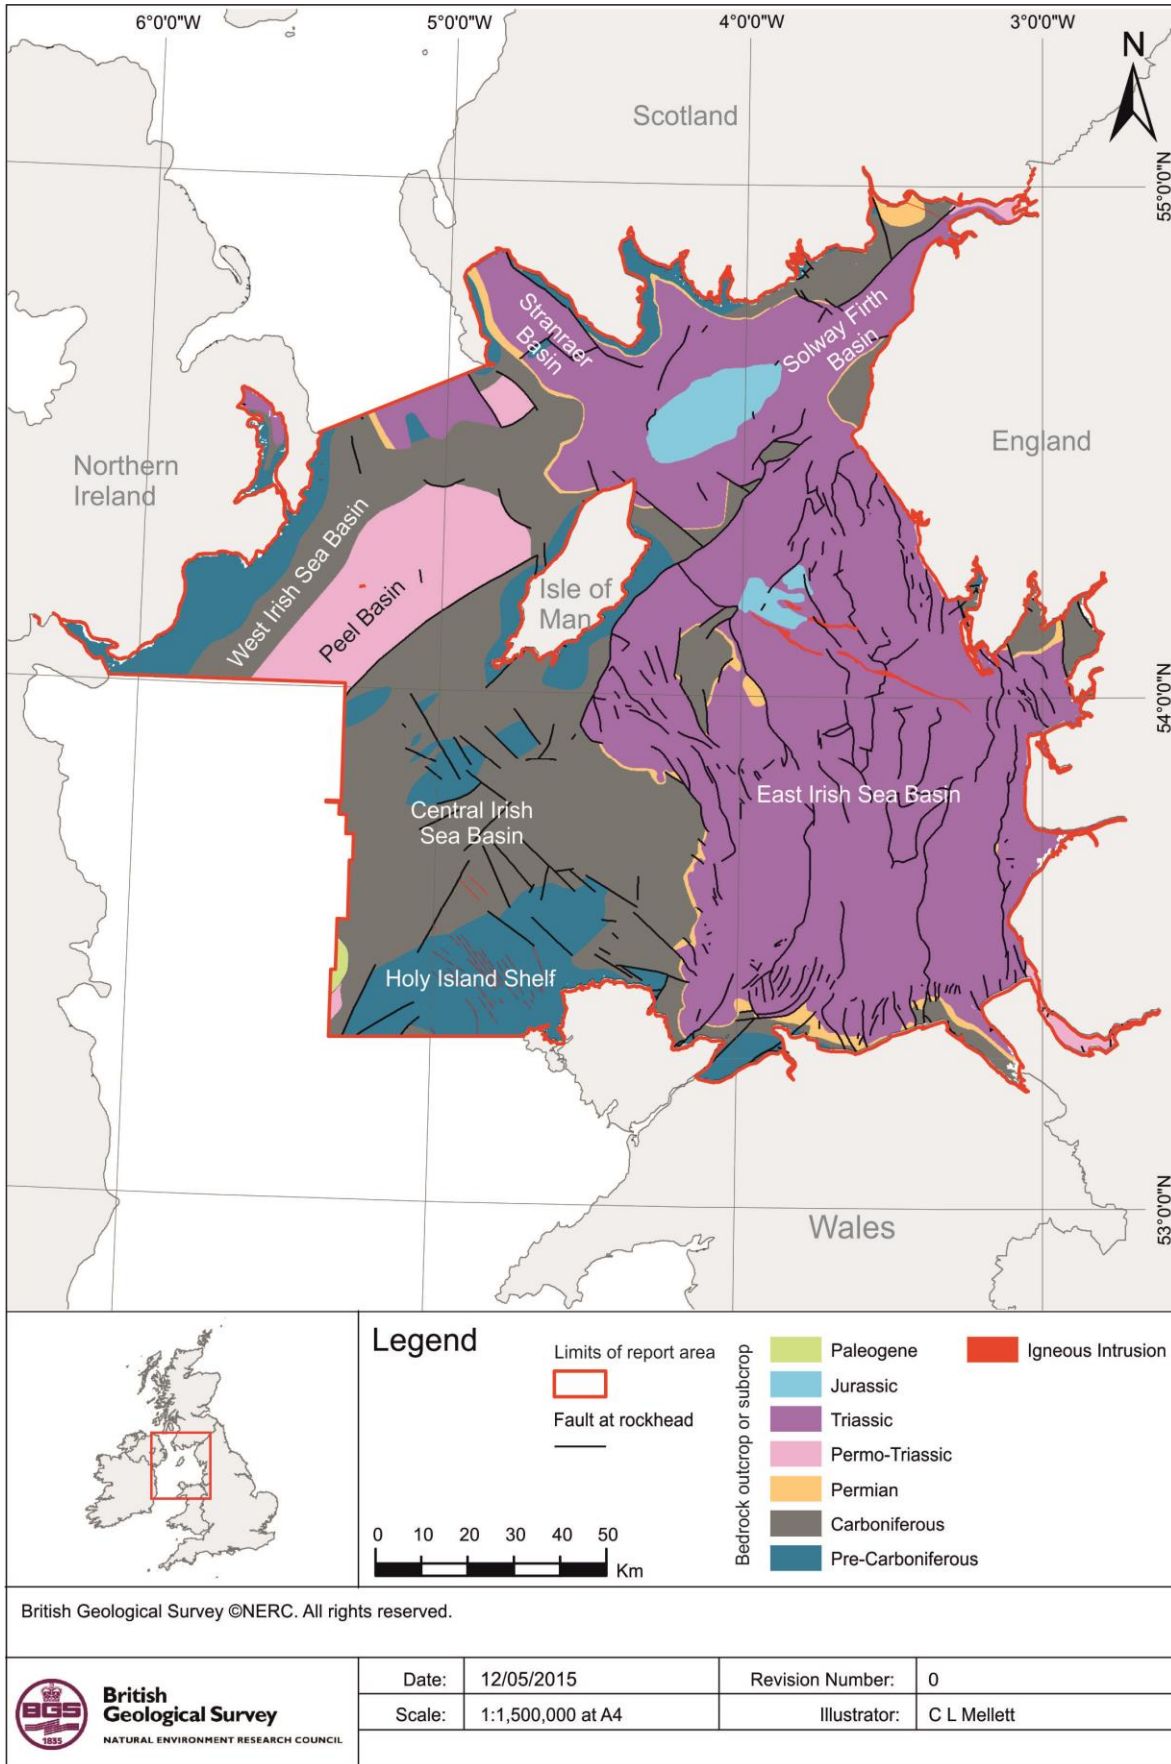 6°0'0"W
5°0'0"W
4°0'0"W
3°0'0"W
N
Scotland
55°0'0"N
Stranraer
Basin
Solway Firth
Basin
England
Northern
Ireland
West Irish Sea Basin
Peel Basin
Isle of
Man
54°0'0"N
East Irish Sea Basin
Central Irish
Sea Basin
Holy Island Shelf
53°0'0"N
Wales
Legend
Limits of report area
Fault at rockhead
0 10 20 30 40 50
Km
Bedrock outcrop or subcrop
Paleogene
Jurassic
Triassic
Permo-Triassic
Permian
Carboniferous
Pre-Carboniferous
Igneous Intrusion
British Geological Survey ©NERC. All rights reserved.
BGS
1835
British
Geological Survey
NATURAL ENVIRONMENT RESEARCH COUNCIL
Date: 12/05/2015 Revision Number: 0
Scale: 1:1,500,000 at A4 Illustrator: C L Mellett